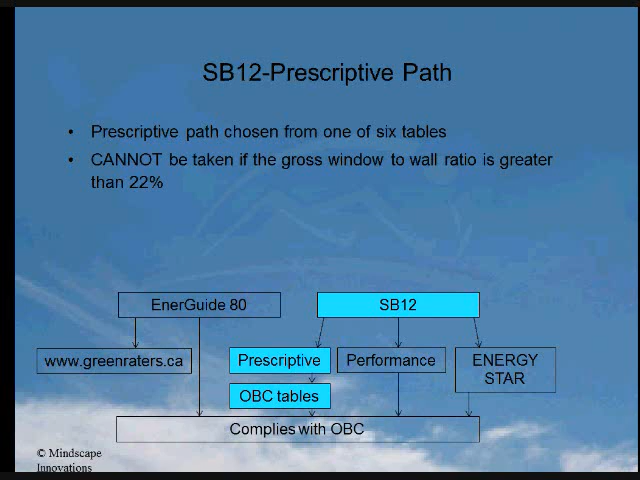 SB12-Prescriptive Path
• Prescriptive path chosen from one of six tables
• CANNOT be taken if the gross window to wall ratio is greater
than 22%
EnerGuide 80
SB12
www.greenraters.ca
Prescriptive
Performance
ENERGY
STAR
OBC tables
Complies with OBC
© Mindscape
Innovations